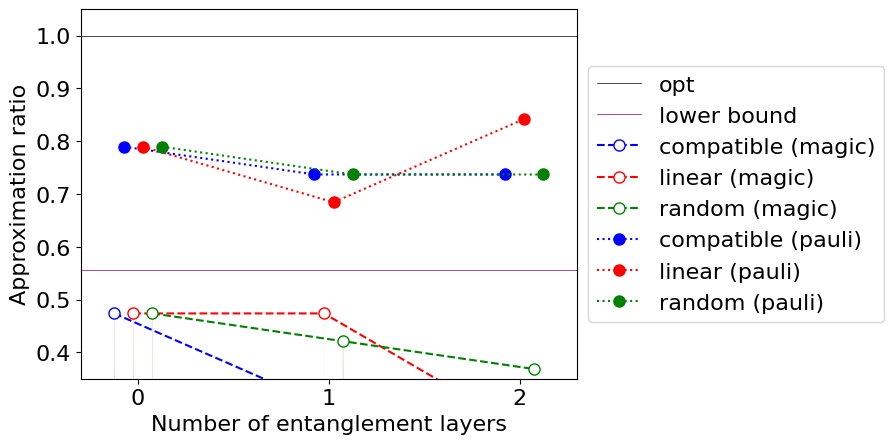 1.0
0.9
0.8
0.7
0.6
0.5
0.4
Approximation ratio
0
1
2
Number of entanglement layers
opt
lower bound
compatible (magic)
linear (magic)
random (magic)
compatible (pauli)
linear (pauli)
random (pauli)